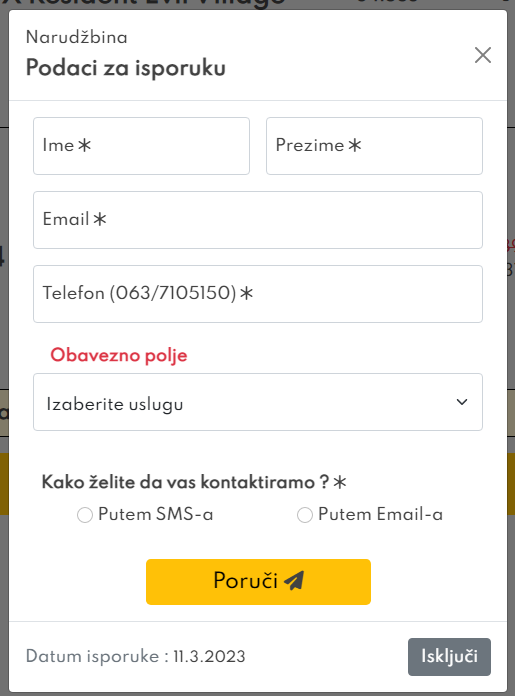 Narudžbina
Podaci za isporuku
Ime *
Prezime *
Email *
Telefon (063/7105150) *
Obavezno polje
Izaberite uslugu
Kako želite da vas kontaktiramo ? *
Putem SMS-a
Putem Email-a
Poruči
Datum isporuke : 11.3.2023
Isključi